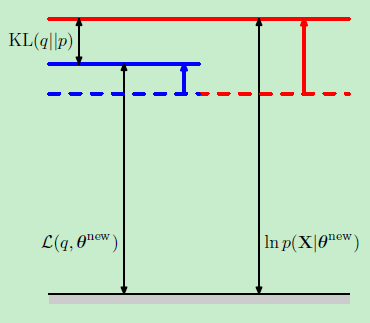 KL(q||p)
ℒ(q, θ^new)
ln p(X|θ^new)